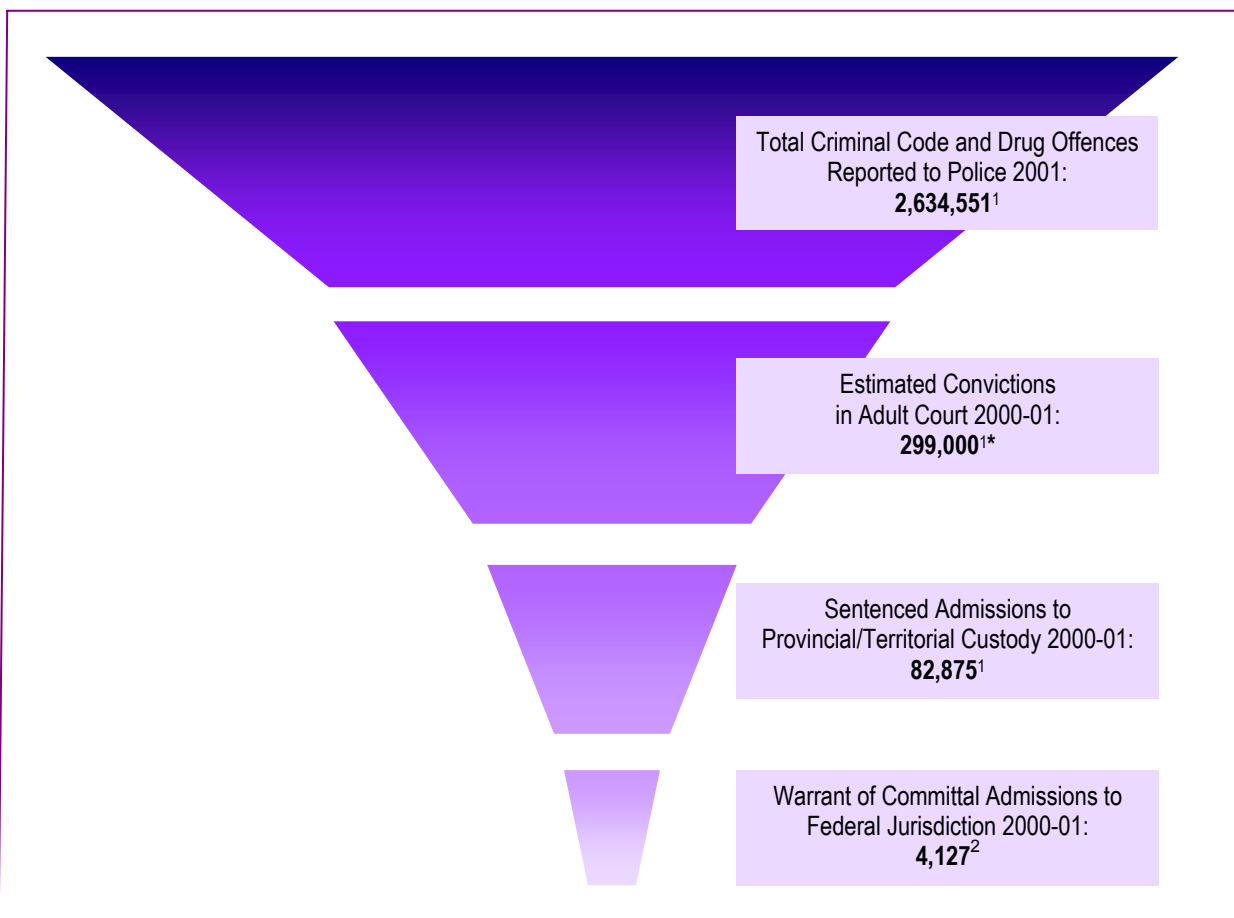 Total Criminal Code and Drug Offences
Reported to Police 2001:
2,634,551¹
Estimated Convictions
in Adult Court 2000-01:
299,000¹*
Sentenced Admissions to
Provincial/Territorial Custody 2000-01:
82,875¹
Warrant of Committal Admissions to
Federal Jurisdiction 2000-01:
4,127²